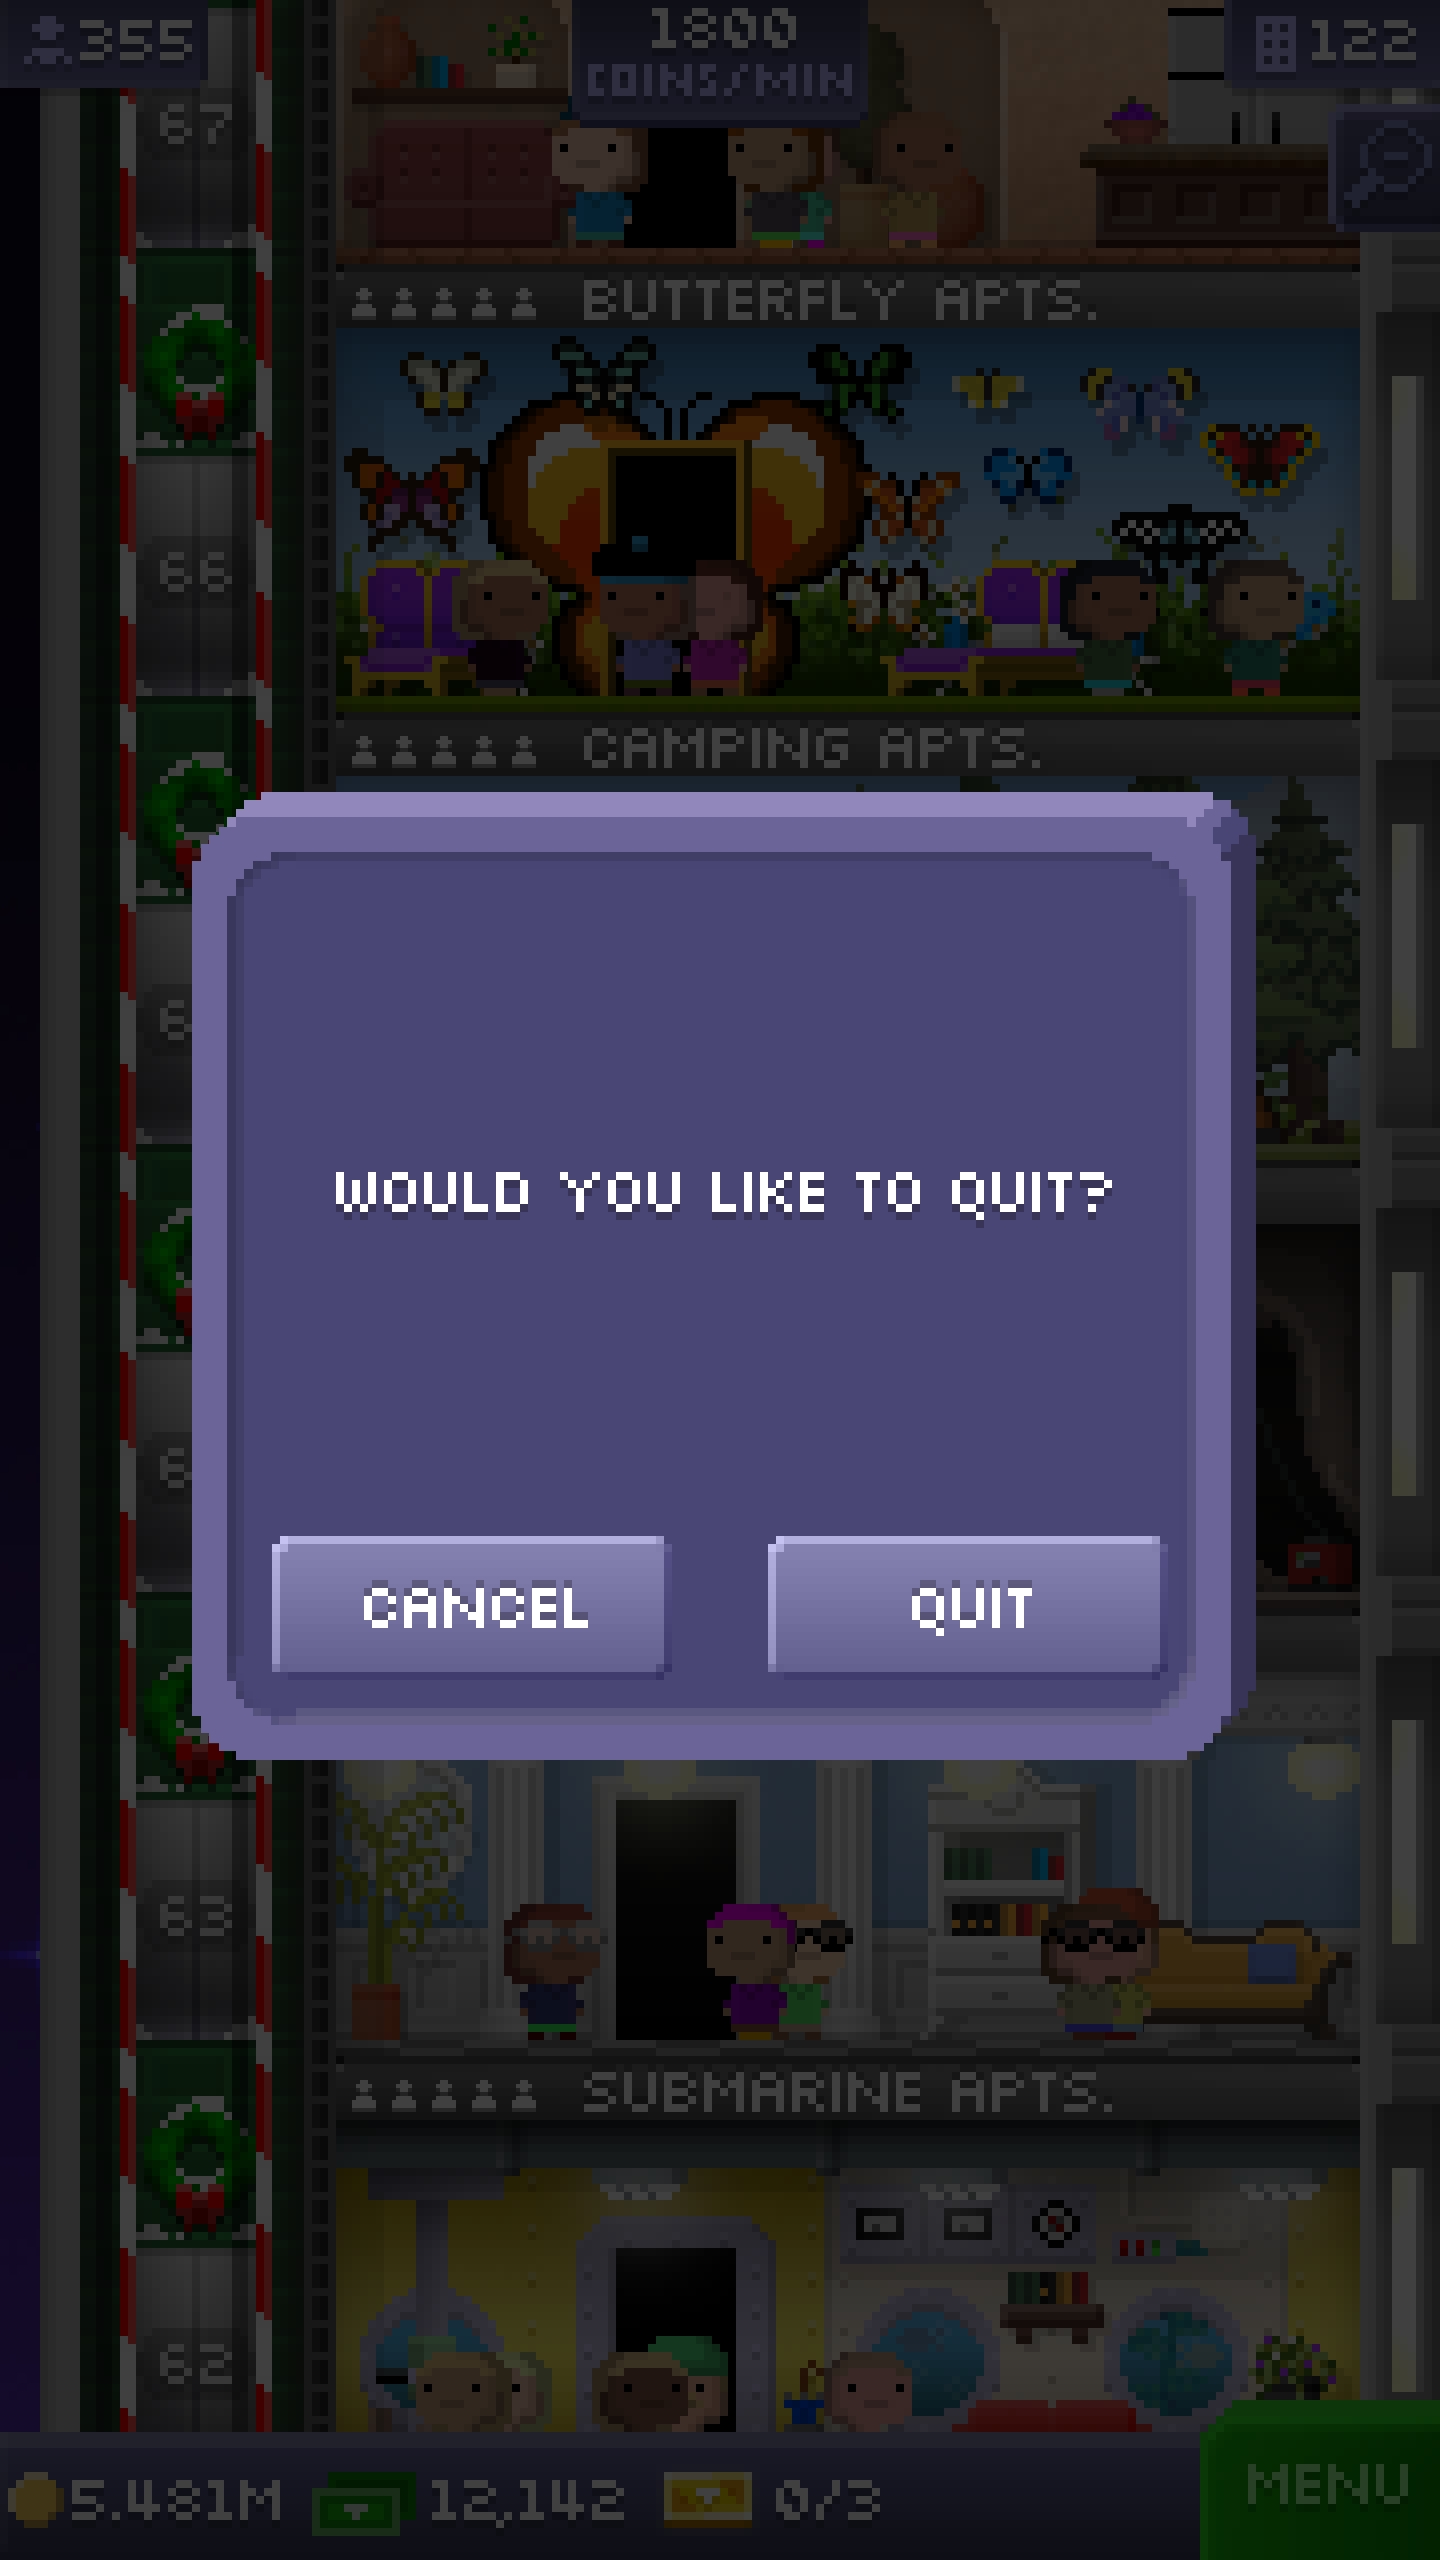 355
1800
COINS/MIN
122
67
BUTTERFLY APTS.
66
CAMPING APTS.
WOULD YOU LIKE TO QUIT?
CANCEL
QUIT
63
SUBMARINE APTS.
62
5.481M
12,142
0/3
MENU